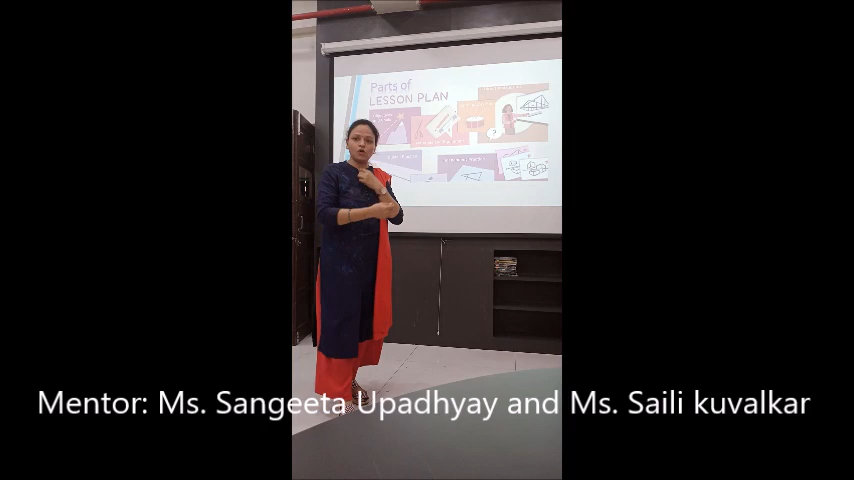 Parts of
LESSON PLAN
Mentor: Ms. Sangeeta Upadhyay and Ms. Saili kuvalkar